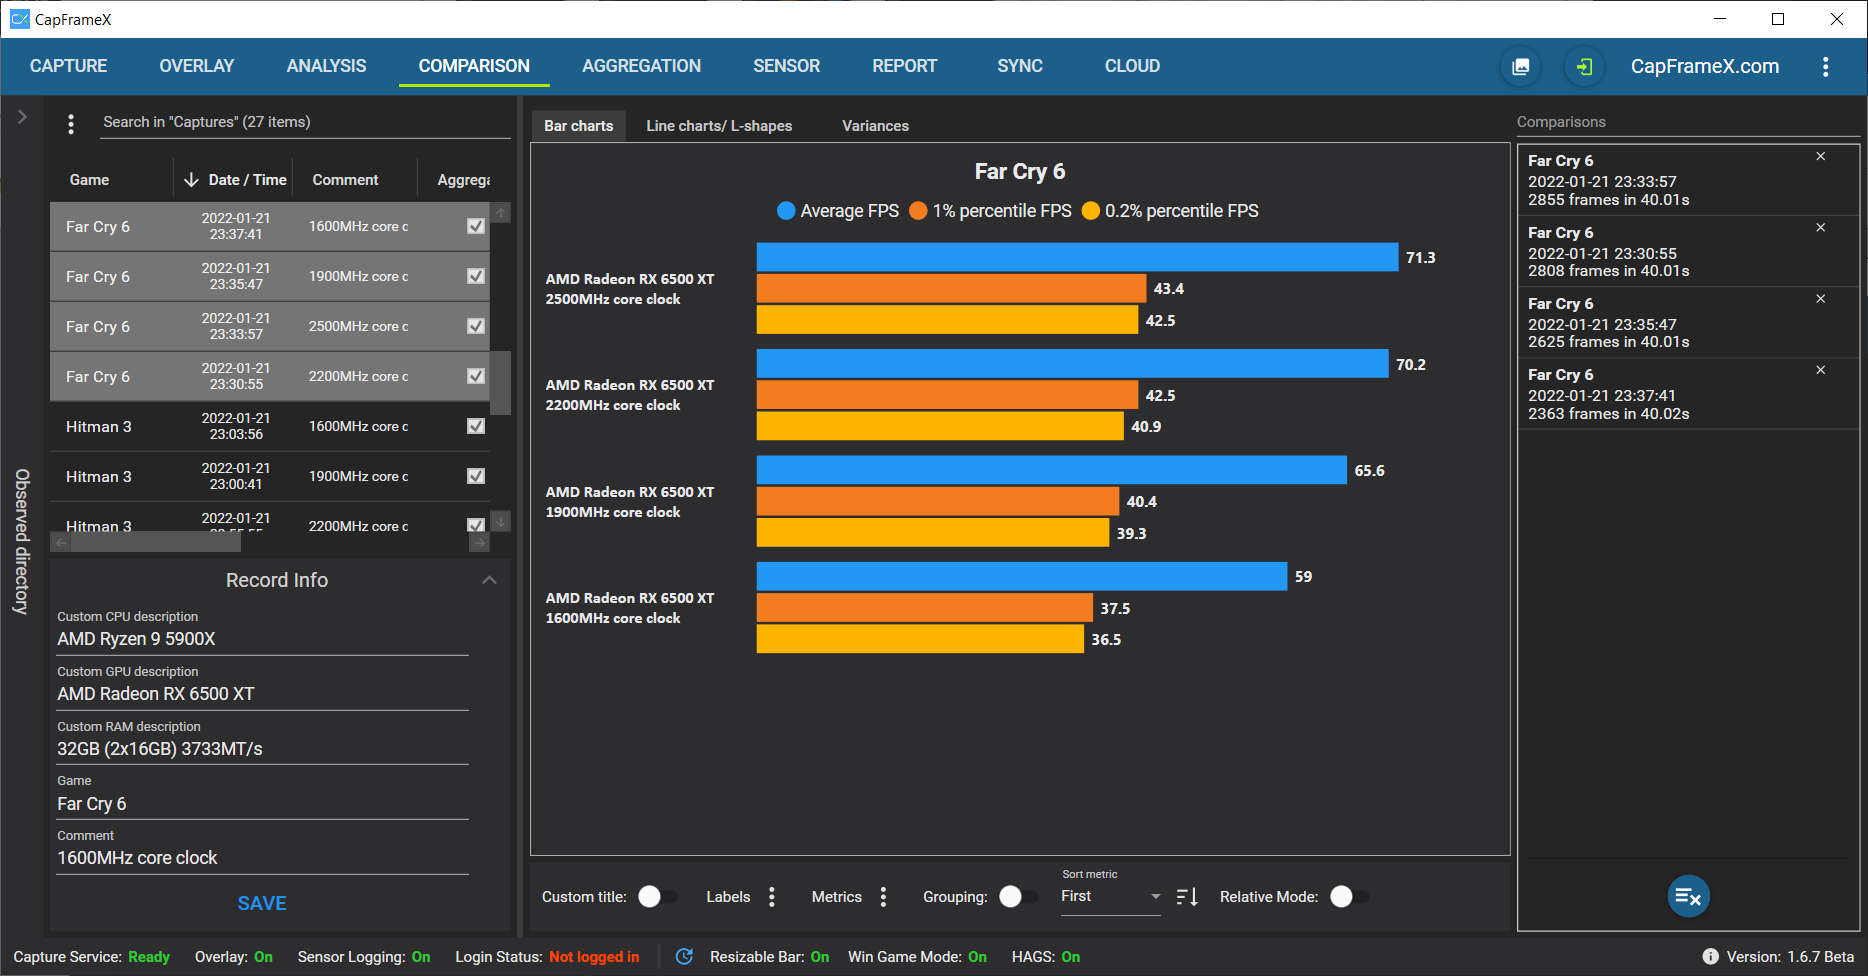 CapFrameX
CAPTURE OVERLAY ANALYSIS COMPARISON AGGREGATION SENSOR REPORT SYNC CLOUD CapFrameX.com
Observed directory
Search in "Captures" (27 items)
Game Date / Time Comment Aggrega
Far Cry 6 2022-01-21 23:37:41 1600MHz core c
Far Cry 6 2022-01-21 23:35:47 1900MHz core c
Far Cry 6 2022-01-21 23:33:57 2500MHz core c
Far Cry 6 2022-01-21 23:30:55 2200MHz core c
Hitman 3 2022-01-21 23:03:56 1600MHz core c
Hitman 3 2022-01-21 23:00:41 1900MHz core c
Hitman 3 2022-01-21 2200MHz core c
Record Info
Custom CPU description
AMD Ryzen 9 5900X
Custom GPU description
AMD Radeon RX 6500 XT
Custom RAM description
32GB (2x16GB) 3733MT/s
Game
Far Cry 6
Comment
1600MHz core clock
SAVE
Bar charts Line charts/ L-shapes Variances
Far Cry 6
Average FPS 1% percentile FPS 0.2% percentile FPS
AMD Radeon RX 6500 XT
2500MHz core clock
71.3
43.4
42.5
AMD Radeon RX 6500 XT
2200MHz core clock
70.2
42.5
40.9
AMD Radeon RX 6500 XT
1900MHz core clock
65.6
40.4
39.3
AMD Radeon RX 6500 XT
1600MHz core clock
59
37.5
36.5
Custom title: Labels Metrics Grouping: Sort metric First Relative Mode:
Comparisons
Far Cry 6
2022-01-21 23:33:57
2855 frames in 40.01s
Far Cry 6
2022-01-21 23:30:55
2808 frames in 40.01s
Far Cry 6
2022-01-21 23:35:47
2625 frames in 40.01s
Far Cry 6
2022-01-21 23:37:41
2363 frames in 40.02s
Capture Service: Ready Overlay: On Sensor Logging: On Login Status: Not logged in Resizable Bar: On Win Game Mode: On HAGS: On Version: 1.6.7 Beta